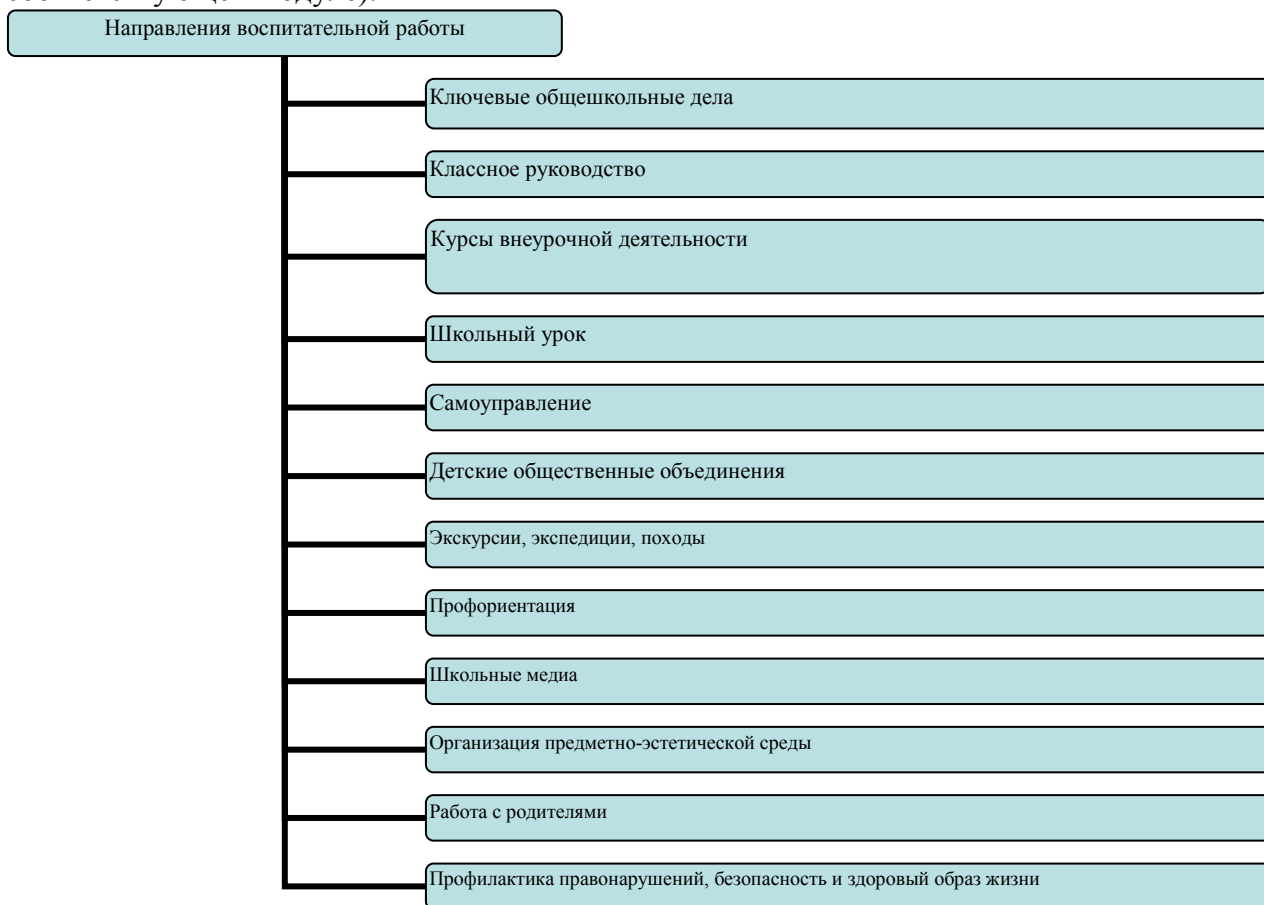 Направления воспитательной работы
Ключевые общешкольные дела
Классное руководство
Курсы внеурочной деятельности
Школьный урок
Самоуправление
Детские общественные объединения
Экскурсии, экспедиции, походы
Профориентация
Школьные медиа
Организация предметно-эстетической среды
Работа с родителями
Профилактика правонарушений, безопасность и здоровый образ жизни